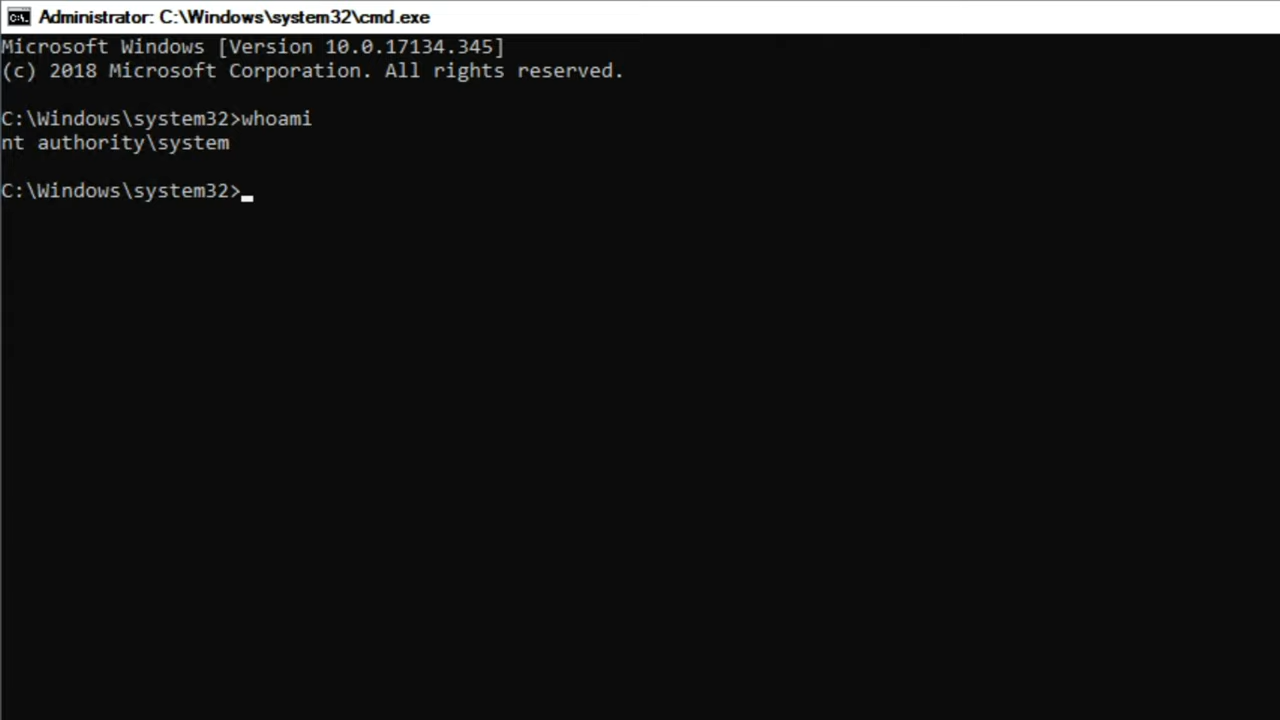 Administrator: C:\Windows\system32\cmd.exe
Microsoft Windows [Version 10.0.17134.345]
(c) 2018 Microsoft Corporation. All rights reserved.
C:\Windows\system32>whoami
nt authority\system
C:\Windows\system32>